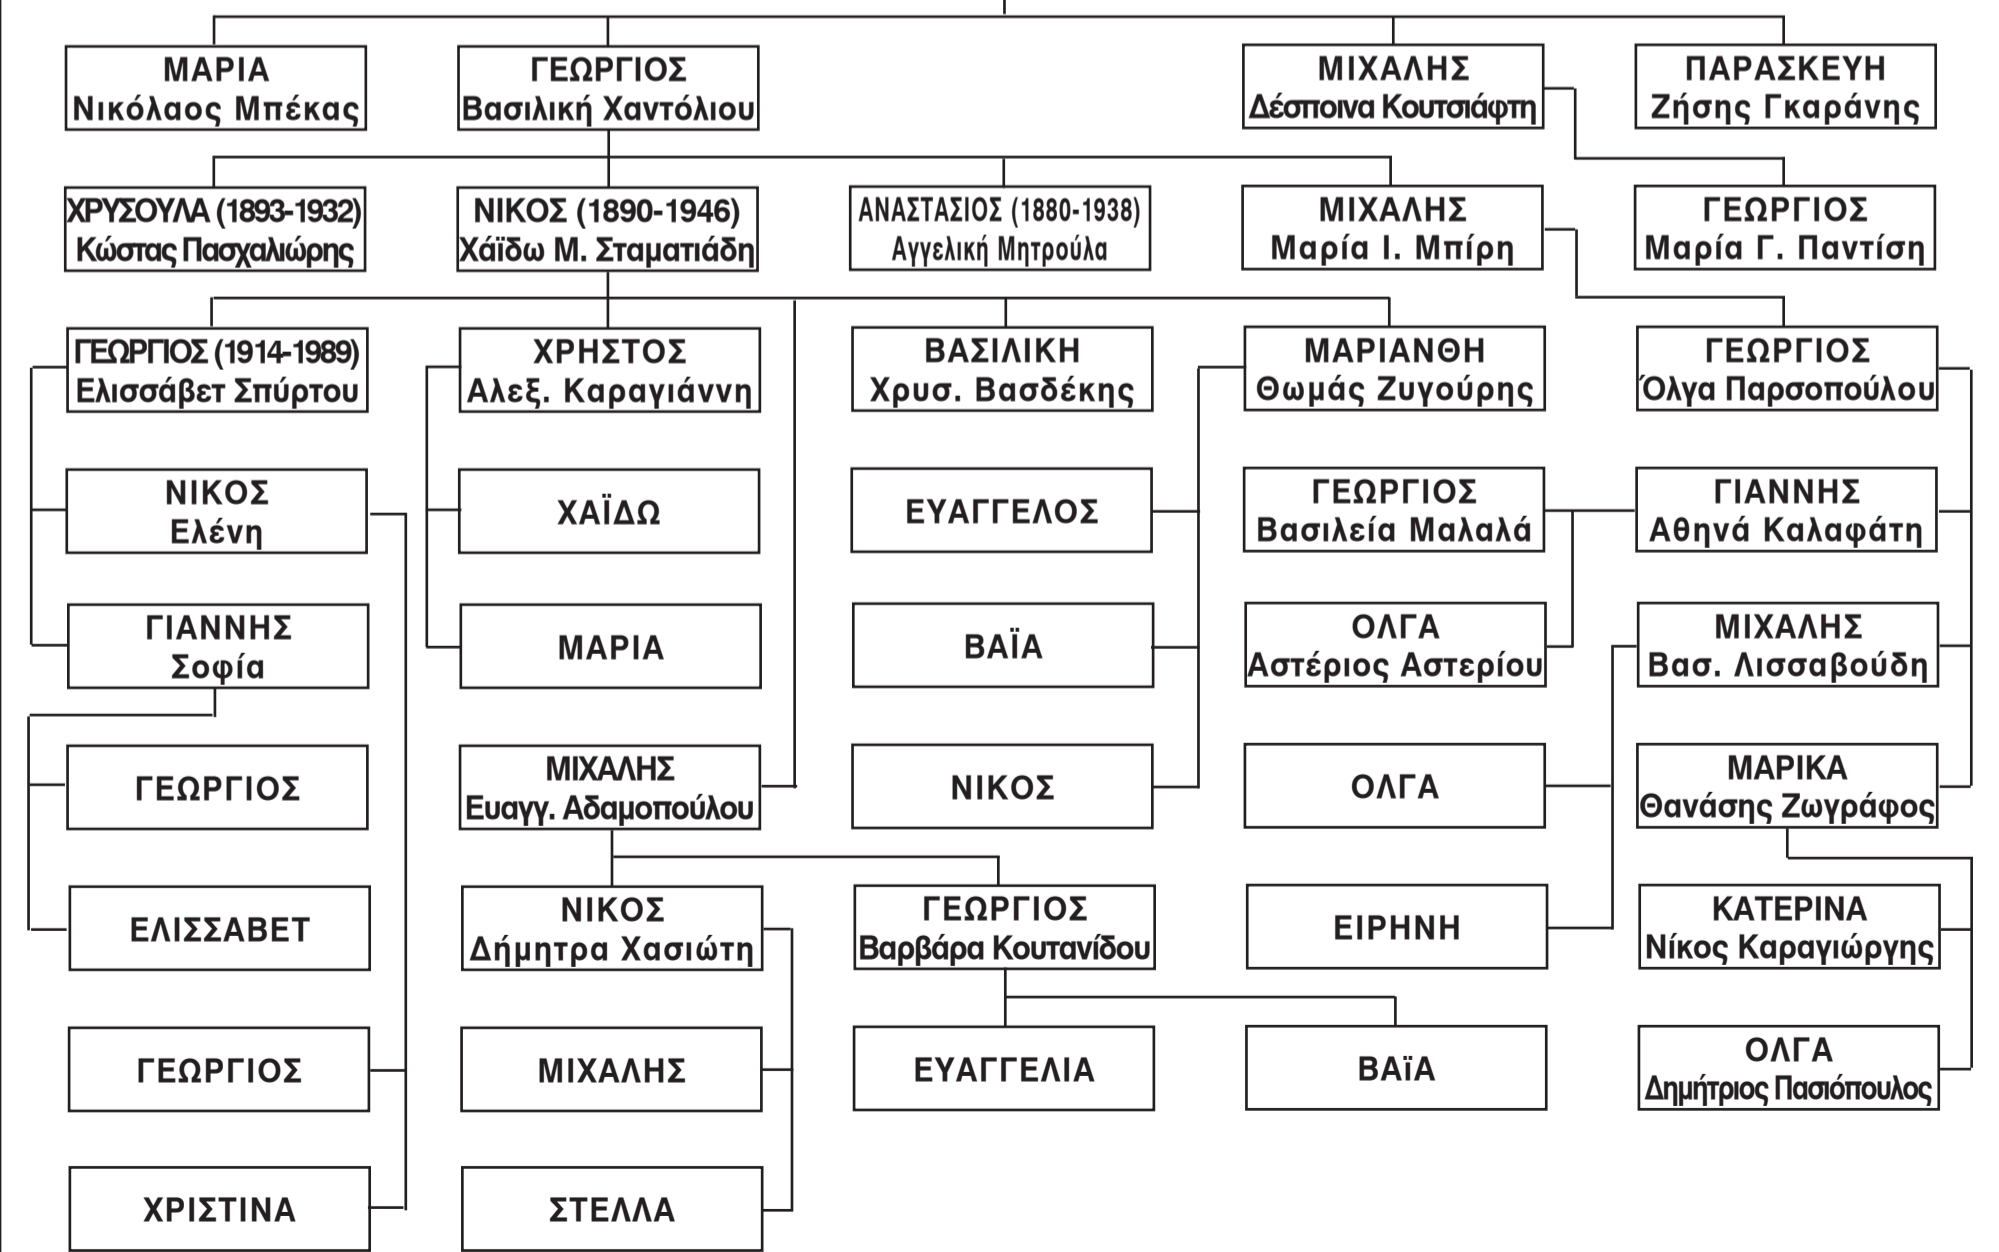 ΜΑΡΙΑ
Νικόλαος Μπέκας
ΓΕΩΡΓΙΟΣ
Βασιλική Χαντόλιου
ΜΙΧΑΛΗΣ
Δέσποινα Κουτσιάφτη
ΠΑΡΑΣΚΕΥΗ
Ζήσης Γκαράνης
ΧΡΥΣΟΥΛΑ (1893-1932)
Κώστας Πασχαλιώρης
ΝΙΚΟΣ (1890-1946)
Χάϊδω Μ. Σταματιάδη
ΑΝΑΣΤΑΣΙΟΣ (1880-1938)
Αγγελική Μητρούλα
ΜΙΧΑΛΗΣ
Μαρία Ι. Μπίρη
ΓΕΩΡΓΙΟΣ
Μαρία Γ. Παντίση
ΓΕΩΡΓΙΟΣ (1914-1989)
Ελισσάβετ Σπύρτου
ΧΡΗΣΤΟΣ
Αλεξ. Καραγιάννη
ΒΑΣΙΛΙΚΗ
Χρυσ. Βασδέκης
ΜΑΡΙΑΝΘΗ
Θωμάς Ζυγούρης
ΓΕΩΡΓΙΟΣ
Όλγα Παρσοπούλου
ΝΙΚΟΣ
Ελένη
ΧΑΪΔΩ
ΕΥΑΓΓΕΛΟΣ
ΓΕΩΡΓΙΟΣ
Βασιλεία Μαλαλά
ΓΙΑΝΝΗΣ
Αθηνά Καλαφάτη
ΓΙΑΝΝΗΣ
Σοφία
ΜΑΡΙΑ
ΒΑΪΑ
ΟΛΓΑ
Αστέριος Αστερίου
ΜΙΧΑΛΗΣ
Βασ. Λισσαβούδη
ΓΕΩΡΓΙΟΣ
ΜΙΧΑΛΗΣ
Ευαγγ. Αδαμοπούλου
ΝΙΚΟΣ
ΟΛΓΑ
ΜΑΡΙΚΑ
Θανάσης Ζωγράφος
ΕΛΙΣΣΑΒΕΤ
ΝΙΚΟΣ
Δήμητρα Χασιώτη
ΓΕΩΡΓΙΟΣ
Βαρβάρα Κουτανίδου
ΕΙΡΗΝΗ
ΚΑΤΕΡΙΝΑ
Νίκος Καραγιώργης
ΓΕΩΡΓΙΟΣ
ΜΙΧΑΛΗΣ
ΕΥΑΓΓΕΛΙΑ
ΒΑϊΑ
ΟΛΓΑ
Δημήτριος Πασιόπουλος
ΧΡΙΣΤΙΝΑ
ΣΤΕΛΛΑ